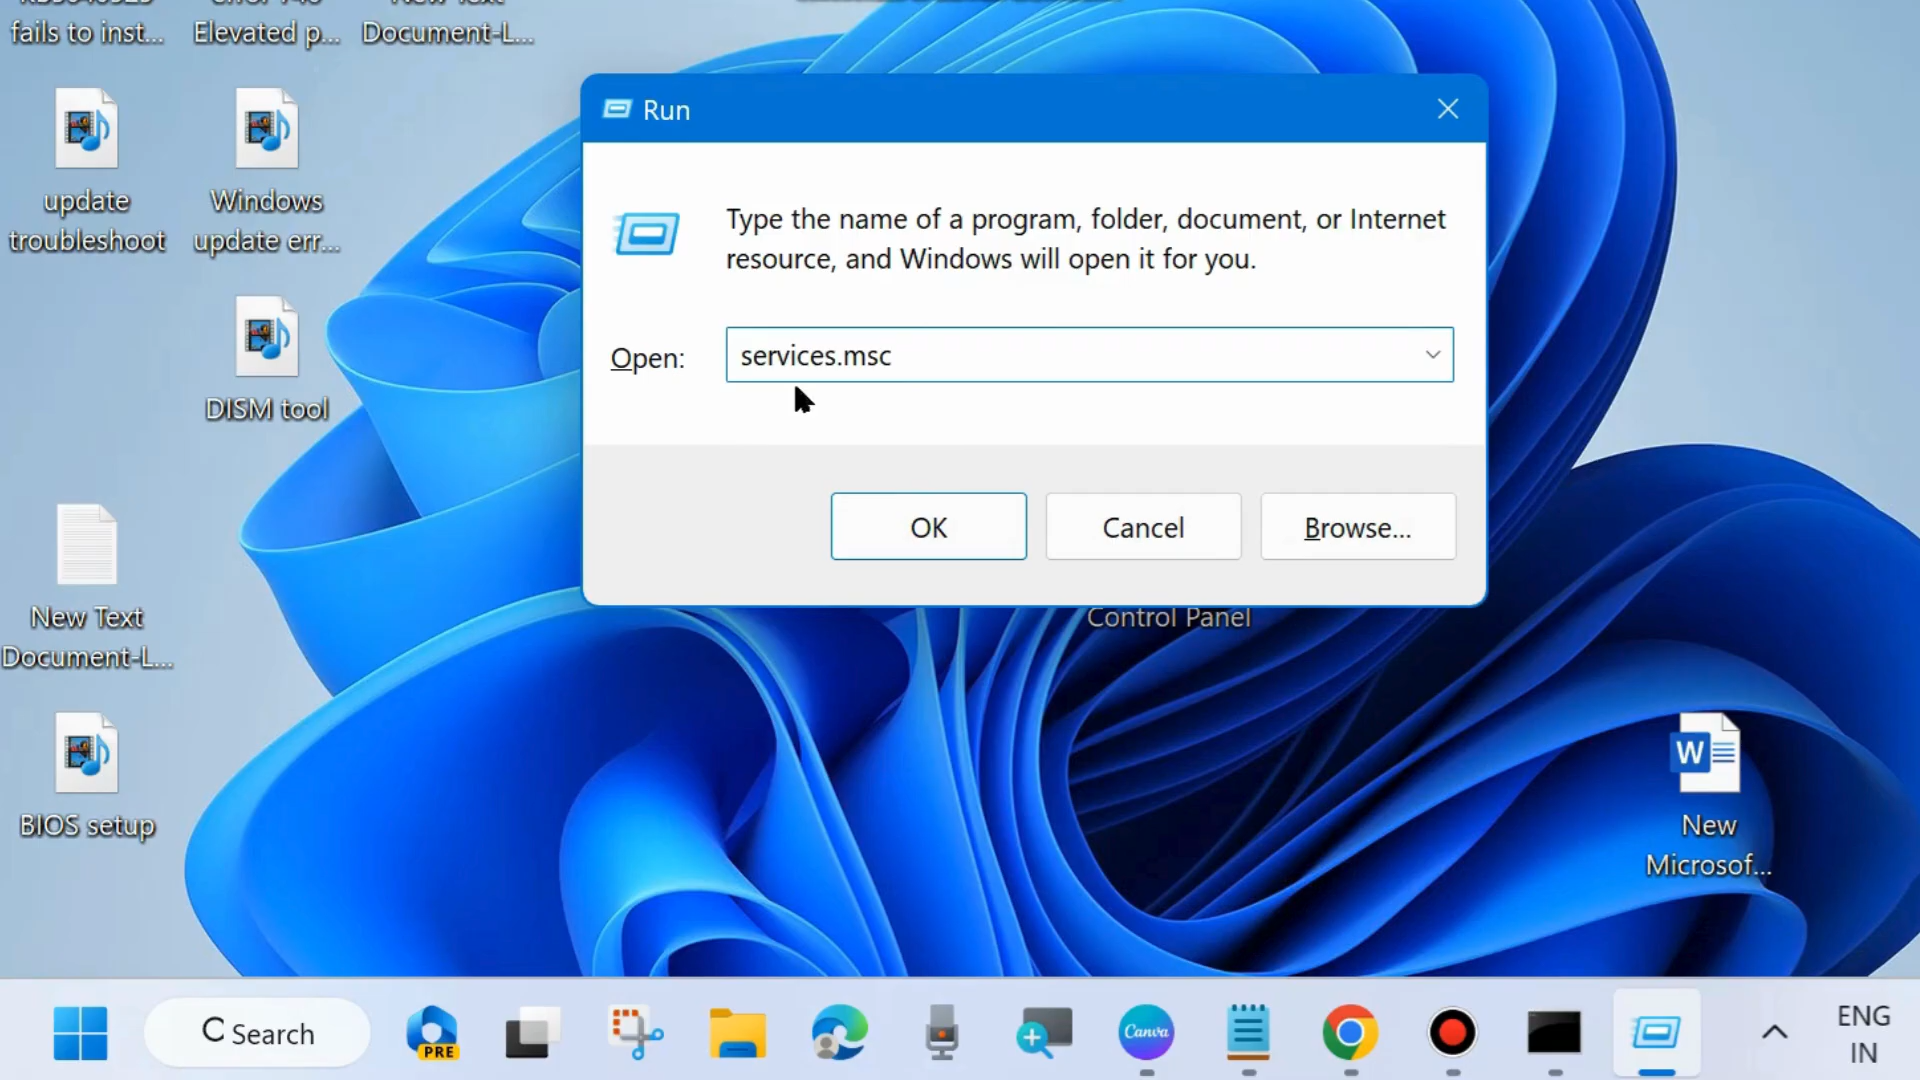 fails to inst...
Elevated p...
New Text
Document-L...
update
troubleshoot
Windows
update err...
DISM tool
New Text
Document-L...
BIOS setup
Run
Type the name of a program, folder, document, or Internet
resource, and Windows will open it for you.
Open:
services.msc
OK
Cancel
Browse...
Control Panel
W
New
Microsof...
Search
PRE
Canva
ENG
IN